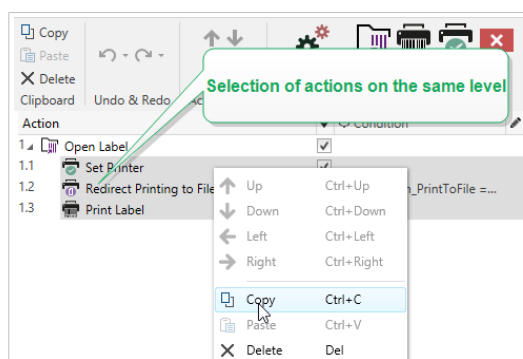 Copy
Paste
Delete
Clipboard Undo & Redo
Selection of actions on the same level
Action Condition
1 Open Label
1.1 Set Printer
1.2 Redirect Printing to File _PrintToFile =...
1.3 Print Label
Up Ctrl+Up
Down Ctrl+Down
Left Ctrl+Left
Right Ctrl+Right
Copy Ctrl+C
Paste Ctrl+V
Delete Del